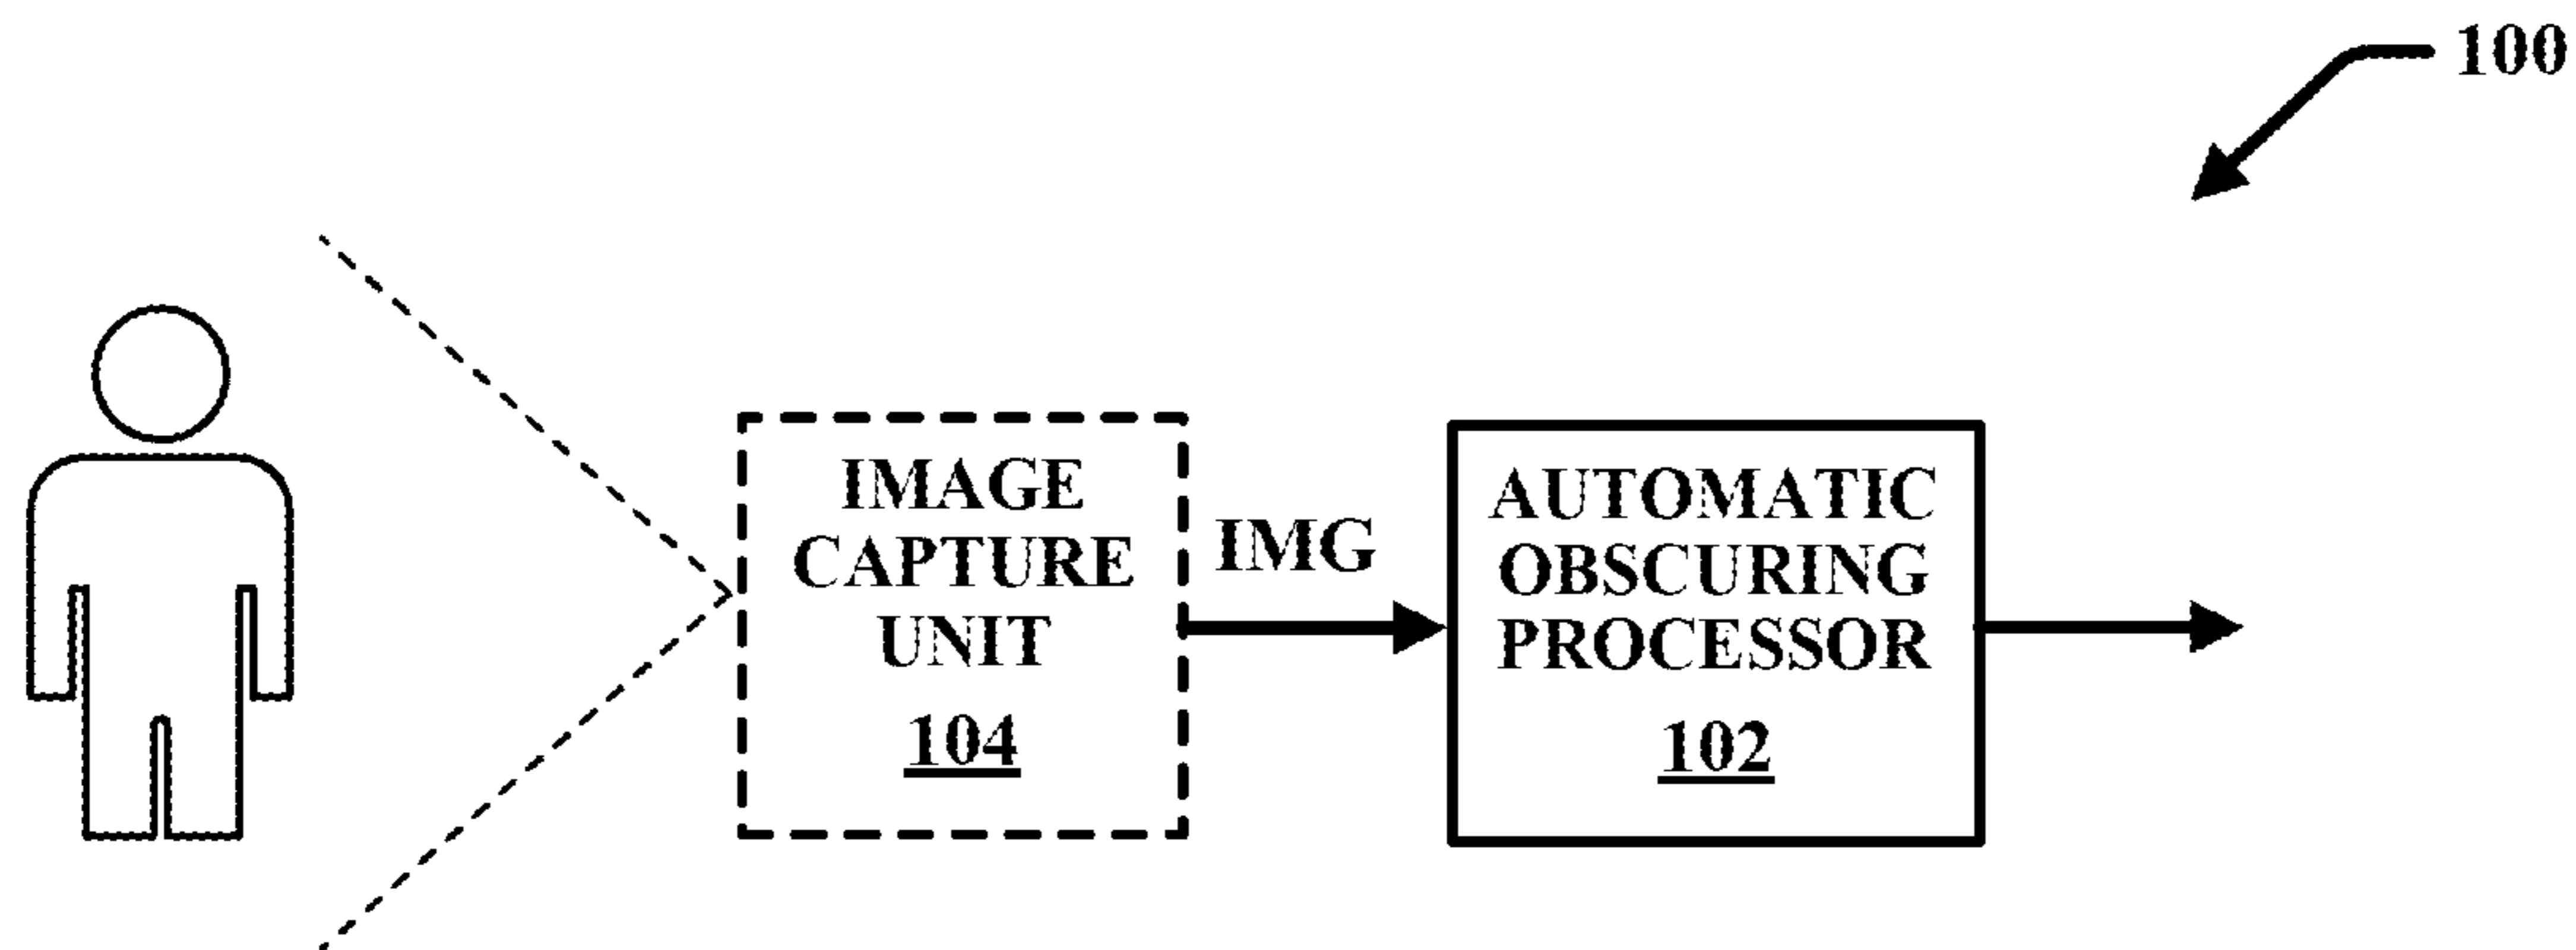 100
IMAGE
CAPTURE
UNIT
104
IMG
AUTOMATIC
OBSCURING
PROCESSOR
102